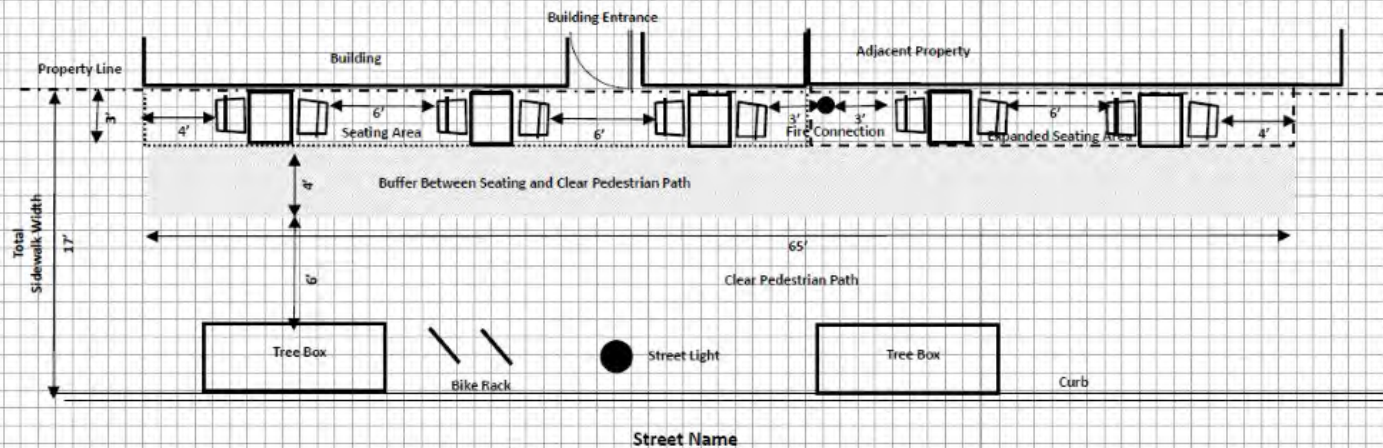 Building Entrance
Building
Adjacent Property
Property Line
3'
4'
6'
Seating Area
6'
3'
3'
Fire Connection
6'
Expanded Seating Area
4'
4'
Buffer Between Seating and Clear Pedestrian Path
Total
Sidewalk Width
17'
65'
6'
Clear Pedestrian Path
Tree Box
Bike Rack
Street Light
Tree Box
Curb
Street Name